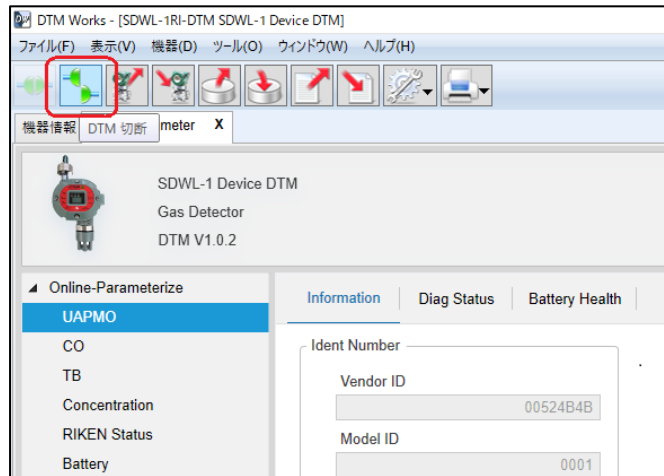 DTM Works - [SDWL-1RI-DTM SDWL-1 Device DTM]
ファイル(F) 表示(V) 機器(D) ツール(O) ウィンドウ(W) ヘルプ(H)
機器情報 DTM 切断 meter X
SDWL-1 Device DTM
Gas Detector
DTM V1.0.2
Online-Parameterize
UAPMO
CO
TB
Concentration
RIKEN Status
Battery
Information Diag Status Battery Health
Ident Number
Vendor ID
00524B4B
Model ID
0001